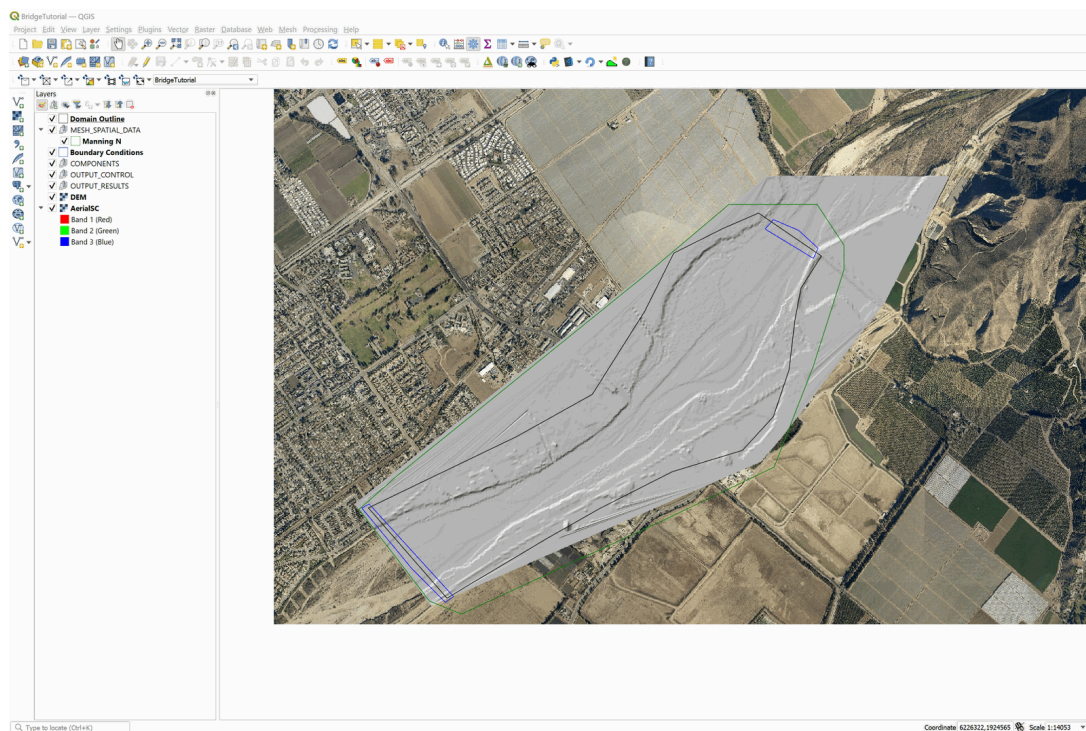 BridgeTutorial — QGIS
Project Edit View Layer Settings Plugins Vector Raster Database Web Mesh Processing Help
BridgeTutorial
Layers
Domain Outline
MESH_SPATIAL_DATA
Manning N
Boundary Conditions
COMPONENTS
OUTPUT_CONTROL
OUTPUT_RESULTS
DEM
AerialSC
Band 1 (Red)
Band 2 (Green)
Band 3 (Blue)
Type to locate (Ctrl+K)
Coordinate 6226322,1924565 Scale 1:14053